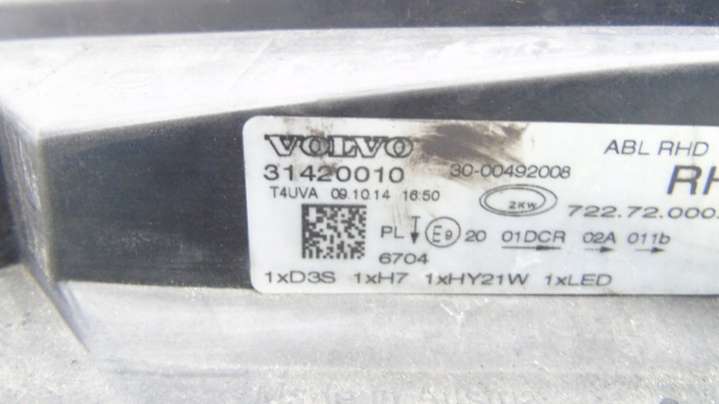 VOLVO
ABL RHD
31420010 30-00492008
RH
T4UVA 09.10.14 16:50
2KW 722.72.000
PL E9 20 01DCR 02A 011b
6704
1xD3S 1xH7 1xHY21W 1xLED